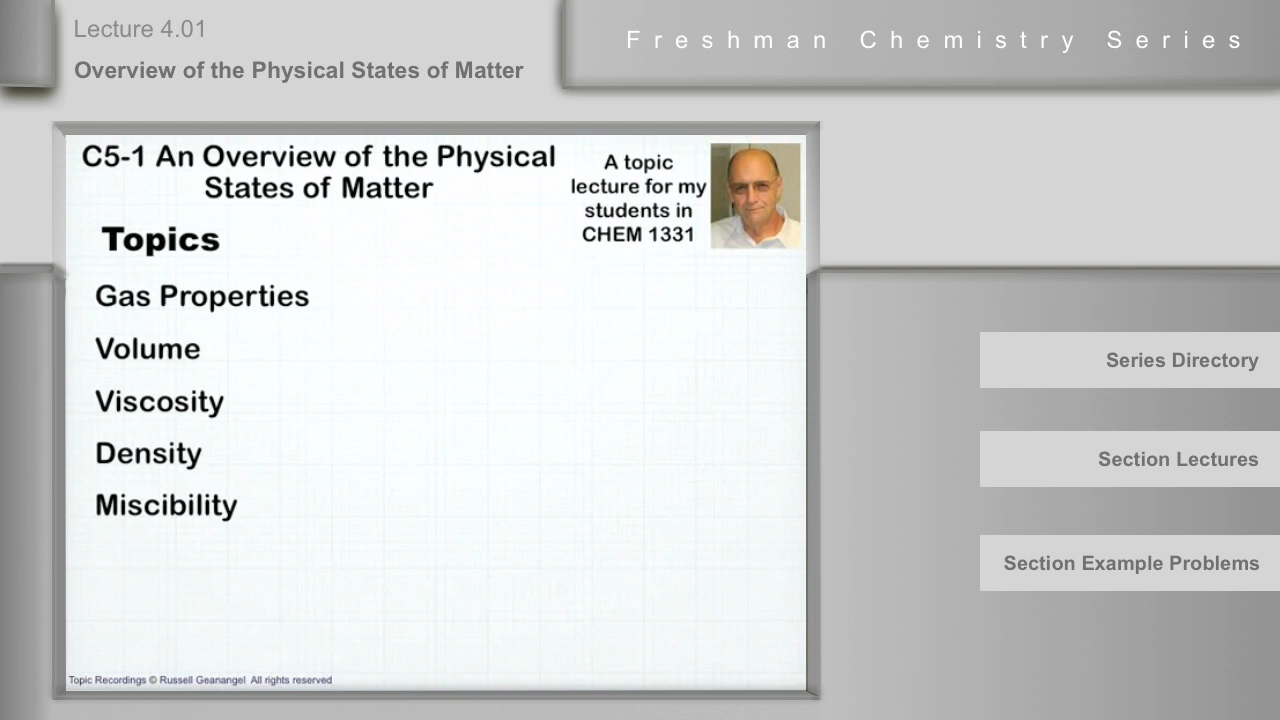 Lecture 4.01
Overview of the Physical States of Matter
Freshman Chemistry Series
C5-1 An Overview of the Physical
States of Matter
A topic
lecture for my
students in
CHEM 1331
Topics
Gas Properties
Volume
Viscosity
Density
Miscibility
Series Directory
Section Lectures
Section Example Problems
Topic Recordings © Russell Geanangel All rights reserved